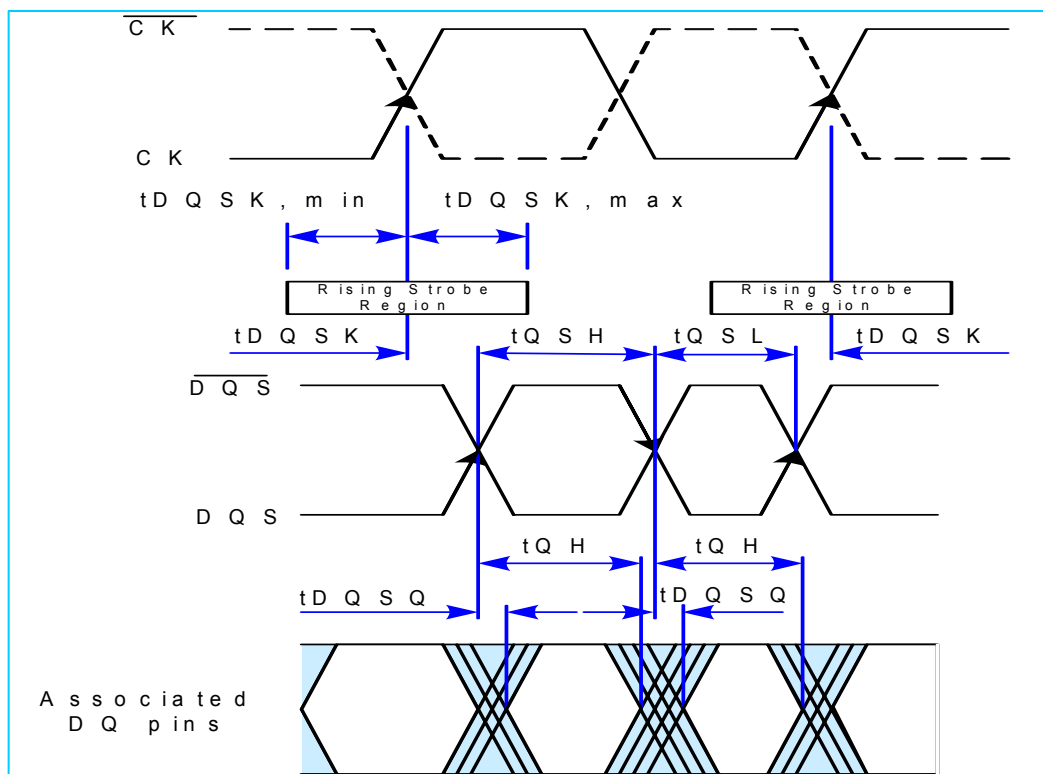 CK
CK
tDQSK, min tDQSK, max
Rising Strobe Region Rising Strobe Region
tDQSK tQSH tQSL tDQSK
DQS
DQS
tQH tQH
tDQSQ tDQSQ
Associated
DQ pins